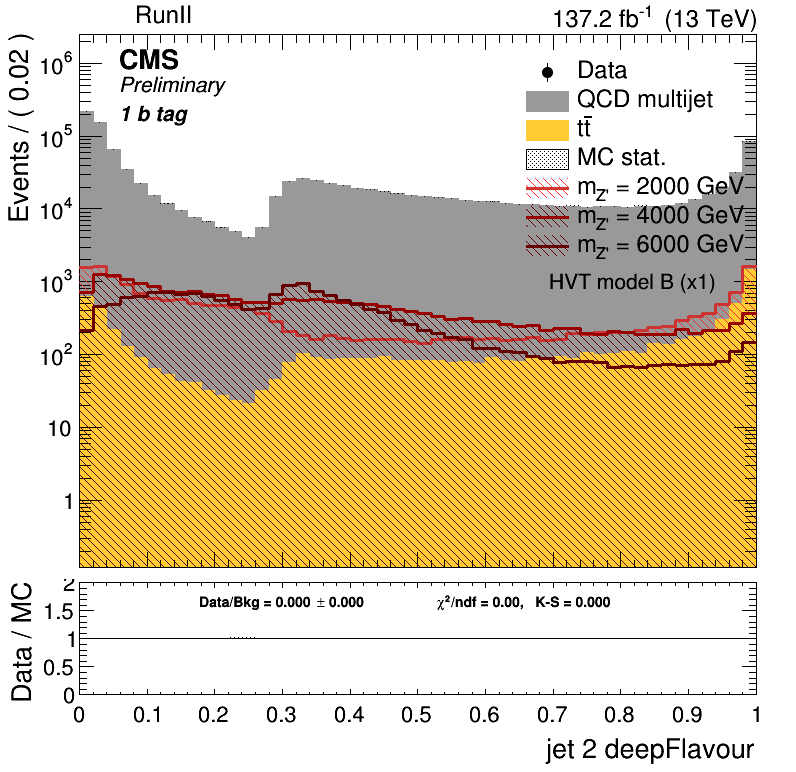 RunII 137.2 fb⁻¹ (13 TeV)
CMS
Preliminary
1 b tag
Data
QCD multijet
tt̄
MC stat.
m_Z' = 2000 GeV
m_Z' = 4000 GeV
m_Z' = 6000 GeV
HVT model B (x1)
Events / ( 0.02 )
10⁶
10⁵
10⁴
10³
10²
10
1
Data/Bkg = 0.000 ± 0.000 χ²/ndf = 0.00, K-S = 0.000
Data / MC
2
1.5
1
0.5
0
0 0.1 0.2 0.3 0.4 0.5 0.6 0.7 0.8 0.9 1
jet 2 deepFlavour